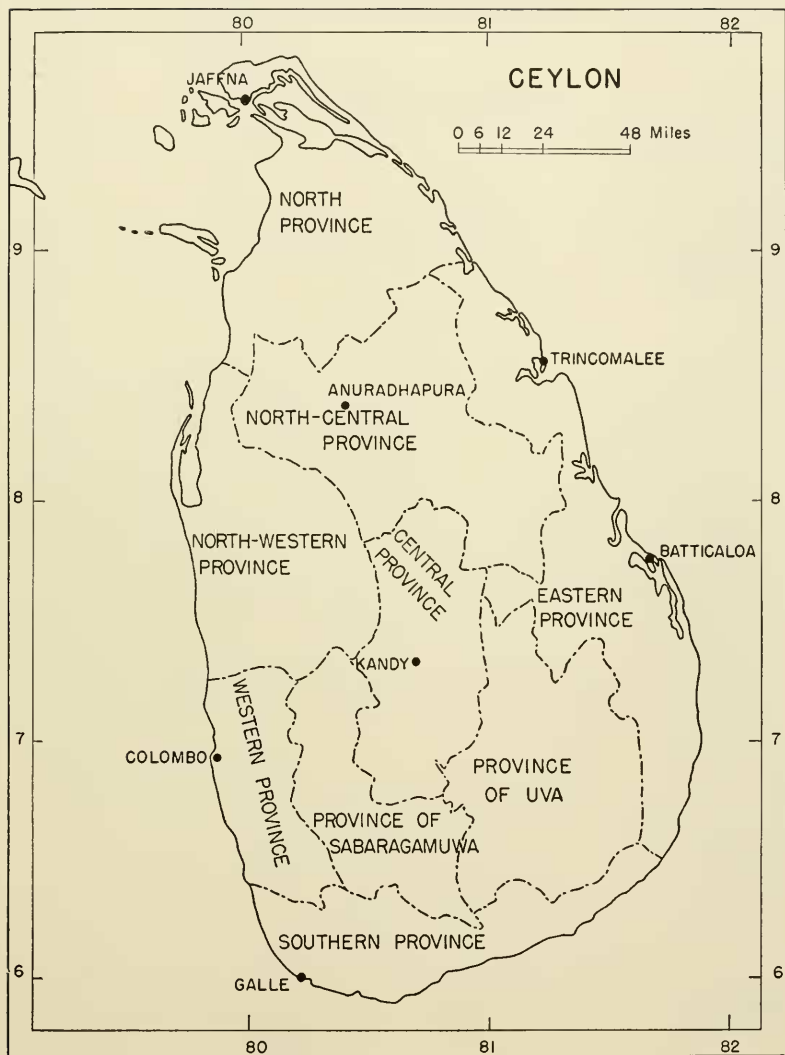 80 81 82
JAFFNA
CEYLON
0 6 12 24 48 Miles
NORTH
PROVINCE
9 9
TRINCOMALEE
ANURADHAPURA
NORTH-CENTRAL
PROVINCE
8 8
NORTH-WESTERN
PROVINCE
CENTRAL
PROVINCE
BATTICALOA
EASTERN
PROVINCE
KANDY
WESTERN PROVINCE
7 7
COLOMBO
PROVINCE
OF UVA
PROVINCE OF
SABARAGAMUWA
SOUTHERN PROVINCE
6 6
GALLE
80 81 82